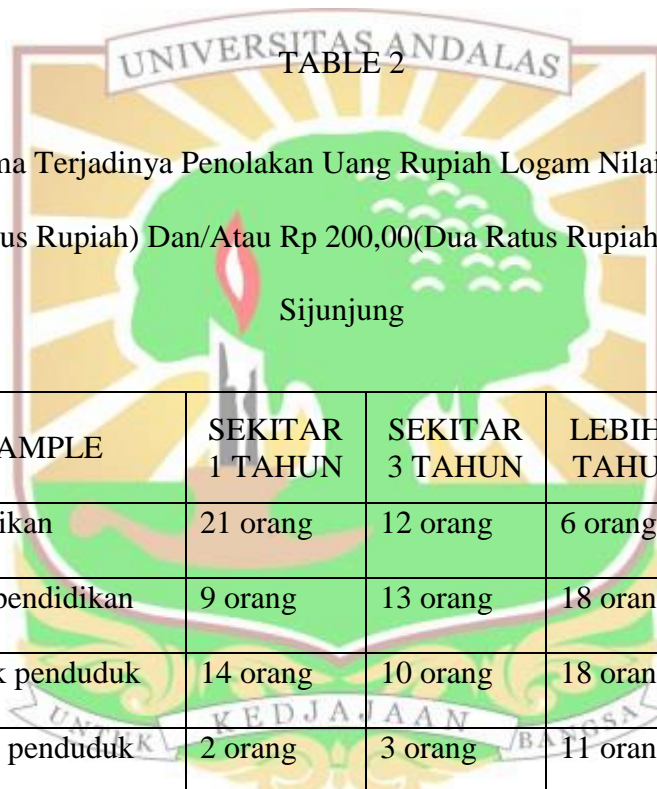 UNIVERSITAS ANDALAS
TABLE 2
ma Terjadinya Penolakan Uang Rupiah Logam Nilai
us Rupiah) Dan/Atau Rp 200,00(Dua Ratus Rupiah
Sijunjung
AMPLE SEKITAR 1 TAHUN SEKITAR 3 TAHUN LEBIH TAHU
ikan 21 orang 12 orang 6 orang
pendidikan 9 orang 13 orang 18 oran
k penduduk 14 orang 10 orang 18 oran
penduduk 2 orang 3 orang 11 oran
UNTUK KEDJAJAAN BANGSA